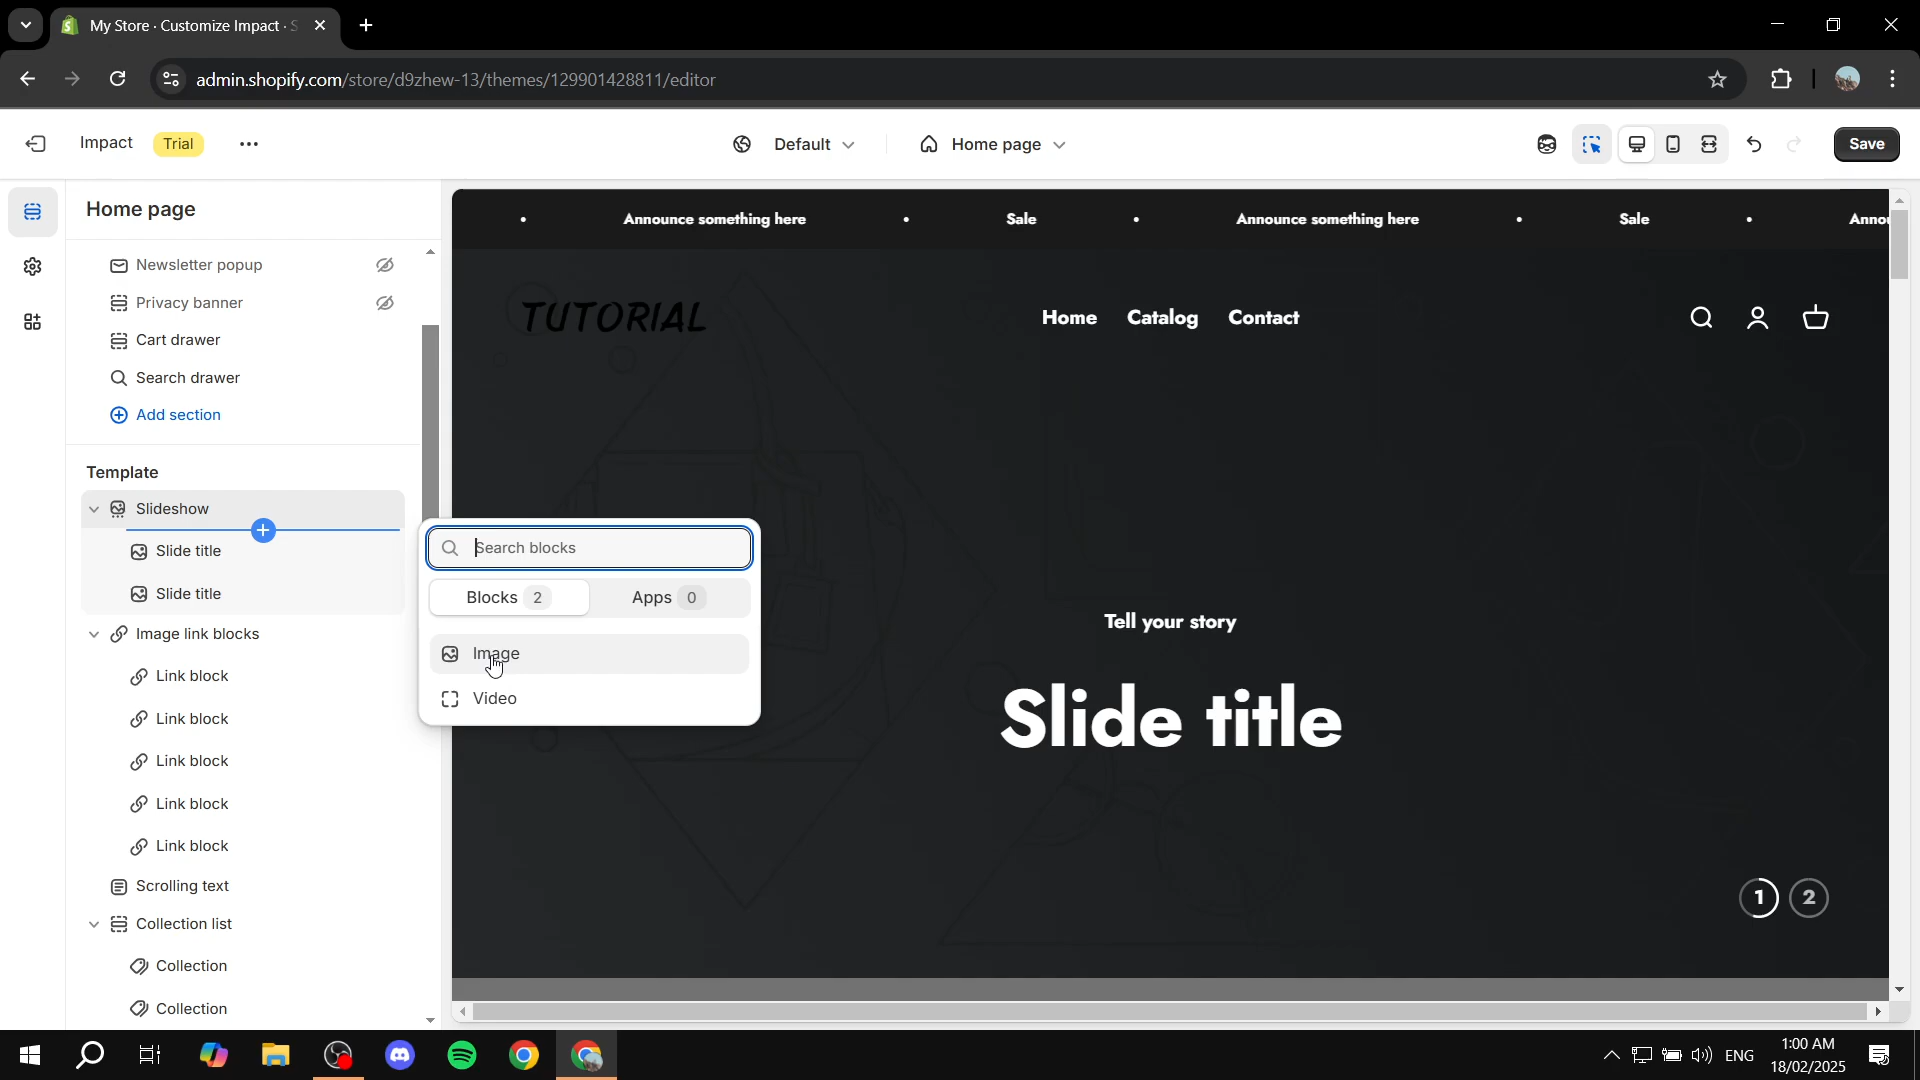 My Store · Customize Impact · S
admin.shopify.com/store/d9zhew-13/themes/129901428811/editor
Impact
Trial
Default
Home page
Save
Home page
Newsletter popup
Privacy banner
Cart drawer
Search drawer
Add section
Template
Slideshow
Slide title
Slide title
Image link blocks
Link block
Link block
Link block
Link block
Link block
Scrolling text
Collection list
Collection
Collection
Search blocks
Blocks 2
Apps 0
Image
Video
• Announce something here • Sale • Announce something here • Sale • Annou
TUTORIAL
Home Catalog Contact
Tell your story
Slide title
1 2
ENG
1:00 AM
18/02/2025